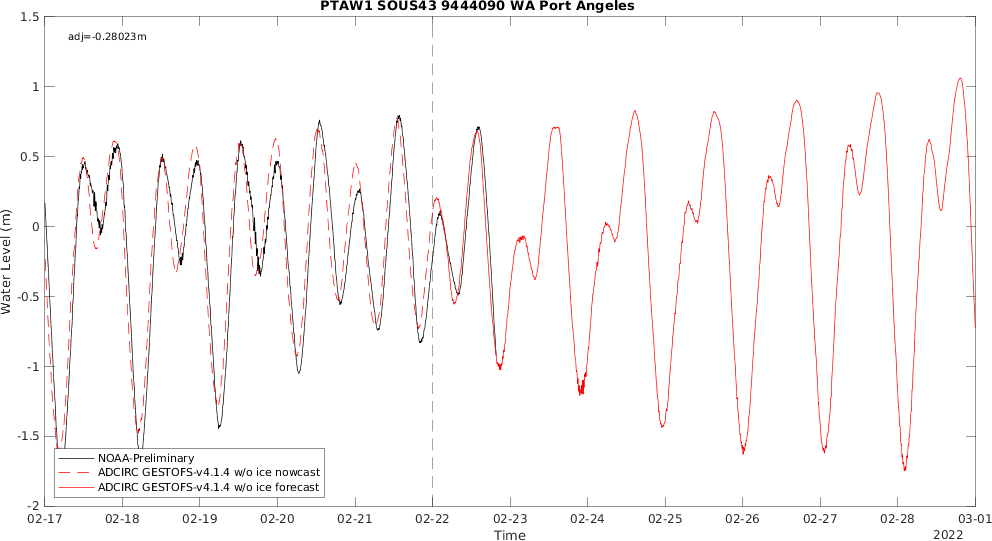 PTAW1 SOUS43 9444090 WA Port Angeles
adj=-0.28023m
Water Level (m)
1.5
1
0.5
0
-0.5
-1
-1.5
-2
NOAA-Preliminary
ADCIRC GESTOFS-v4.1.4 w/o ice nowcast
ADCIRC GESTOFS-v4.1.4 w/o ice forecast
02-17 02-18 02-19 02-20 02-21 02-22 02-23 02-24 02-25 02-26 02-27 02-28 03-01
Time
2022